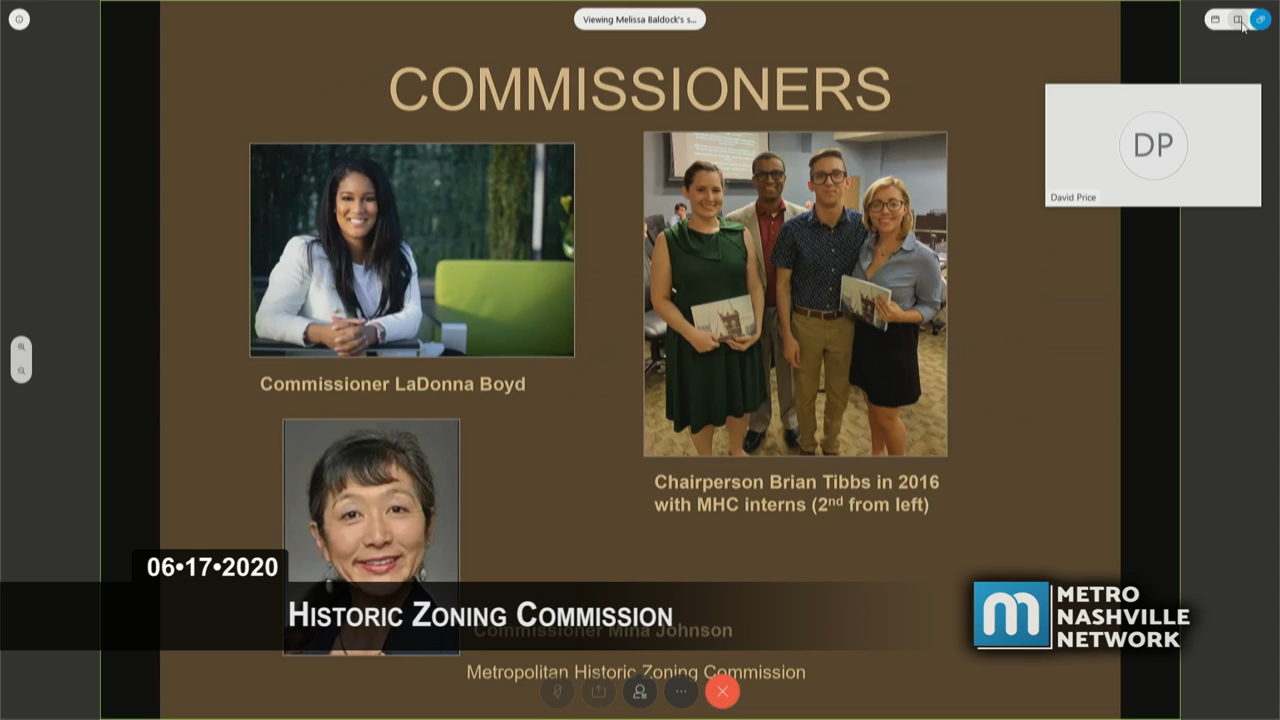 Viewing Melissa Baldock's s...
COMMISSIONERS
DP
David Price
Commissioner LaDonna Boyd
Chairperson Brian Tibbs in 2016
with MHC interns (2nd from left)
06•17•2020
HISTORIC ZONING COMMISSION
Commissioner Mina Johnson
METRO
NASHVILLE
NETWORK
Metropolitan Historic Zoning Commission